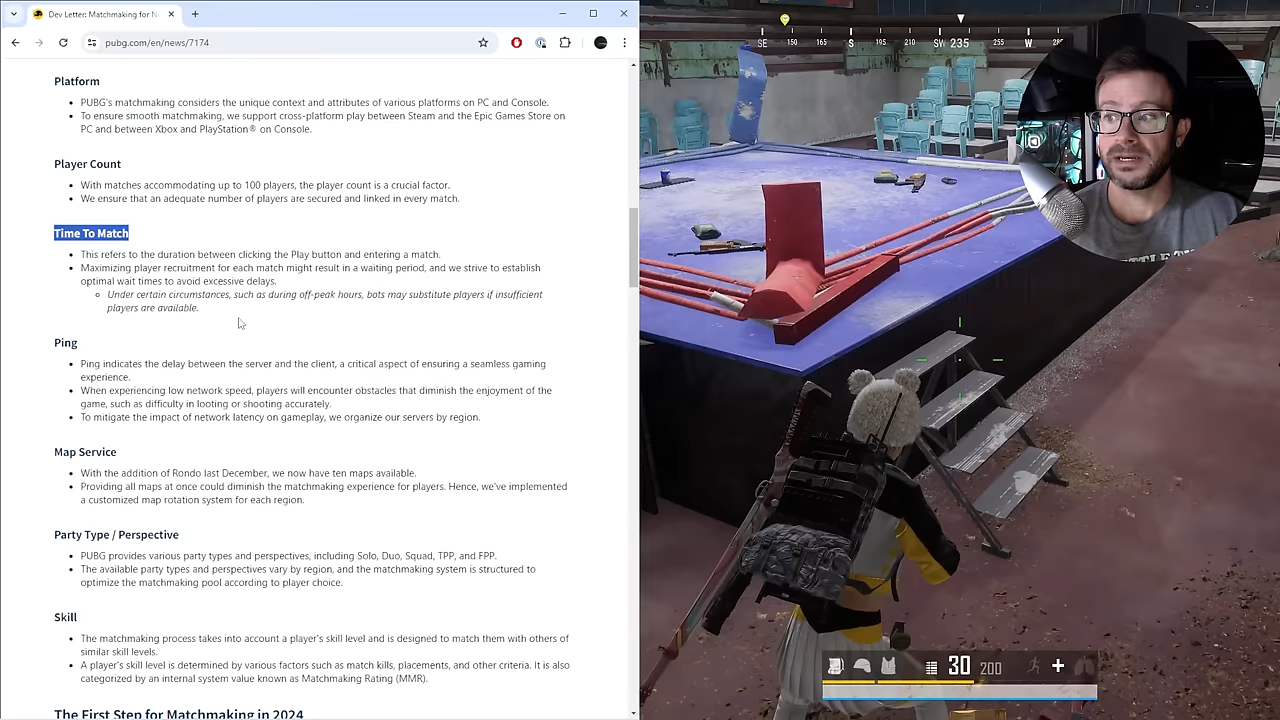 Dev Letter: Matchmaking for N
pubg.com/en/news/7174
Platform
PUBG's matchmaking considers the unique context and attributes of various platforms on PC and Console.
To ensure smooth matchmaking, we support cross-platform play between Steam and the Epic Games Store on
PC and between Xbox and PlayStation® on Console.
Player Count
With matches accommodating up to 100 players, the player count is a crucial factor.
We ensure that an adequate number of players are secured and linked in every match.
Time To Match
This refers to the duration between clicking the Play button and entering a match.
Maximizing player recruitment for each match might result in a waiting period, and we strive to establish
optimal wait times to avoid excessive delays.
Under certain circumstances, such as during off-peak hours, bots may substitute players if insufficient
players are available.
Ping
Ping indicates the delay between the server and the client, a critical aspect of ensuring a seamless gaming
experience.
When experiencing low network speed, players will encounter obstacles that diminish the enjoyment of the
game, such as difficulty in looting or shooting accurately.
To mitigate the impact of network latency on gameplay, we organize our servers by region.
Map Service
With the addition of Rondo last December, we now have ten maps available.
Providing all maps at once could diminish the matchmaking experience for players. Hence, we've implemented
a customized map rotation system for each region.
Party Type / Perspective
PUBG provides various party types and perspectives, including Solo, Duo, Squad, TPP, and FPP.
The available party types and perspectives vary by region, and the matchmaking system is structured to
optimize the matchmaking pool according to player choice.
Skill
The matchmaking process takes into account a player's skill level and is designed to match them with others of
similar skill levels.
A player's skill level is determined by various factors such as match kills, placements, and other criteria. It is also
categorized by an internal system value known as Matchmaking Rating (MMR).
The First Step for Matchmaking in 2024
SE 150 165 S 195 210 SW 235 255 W
30 200